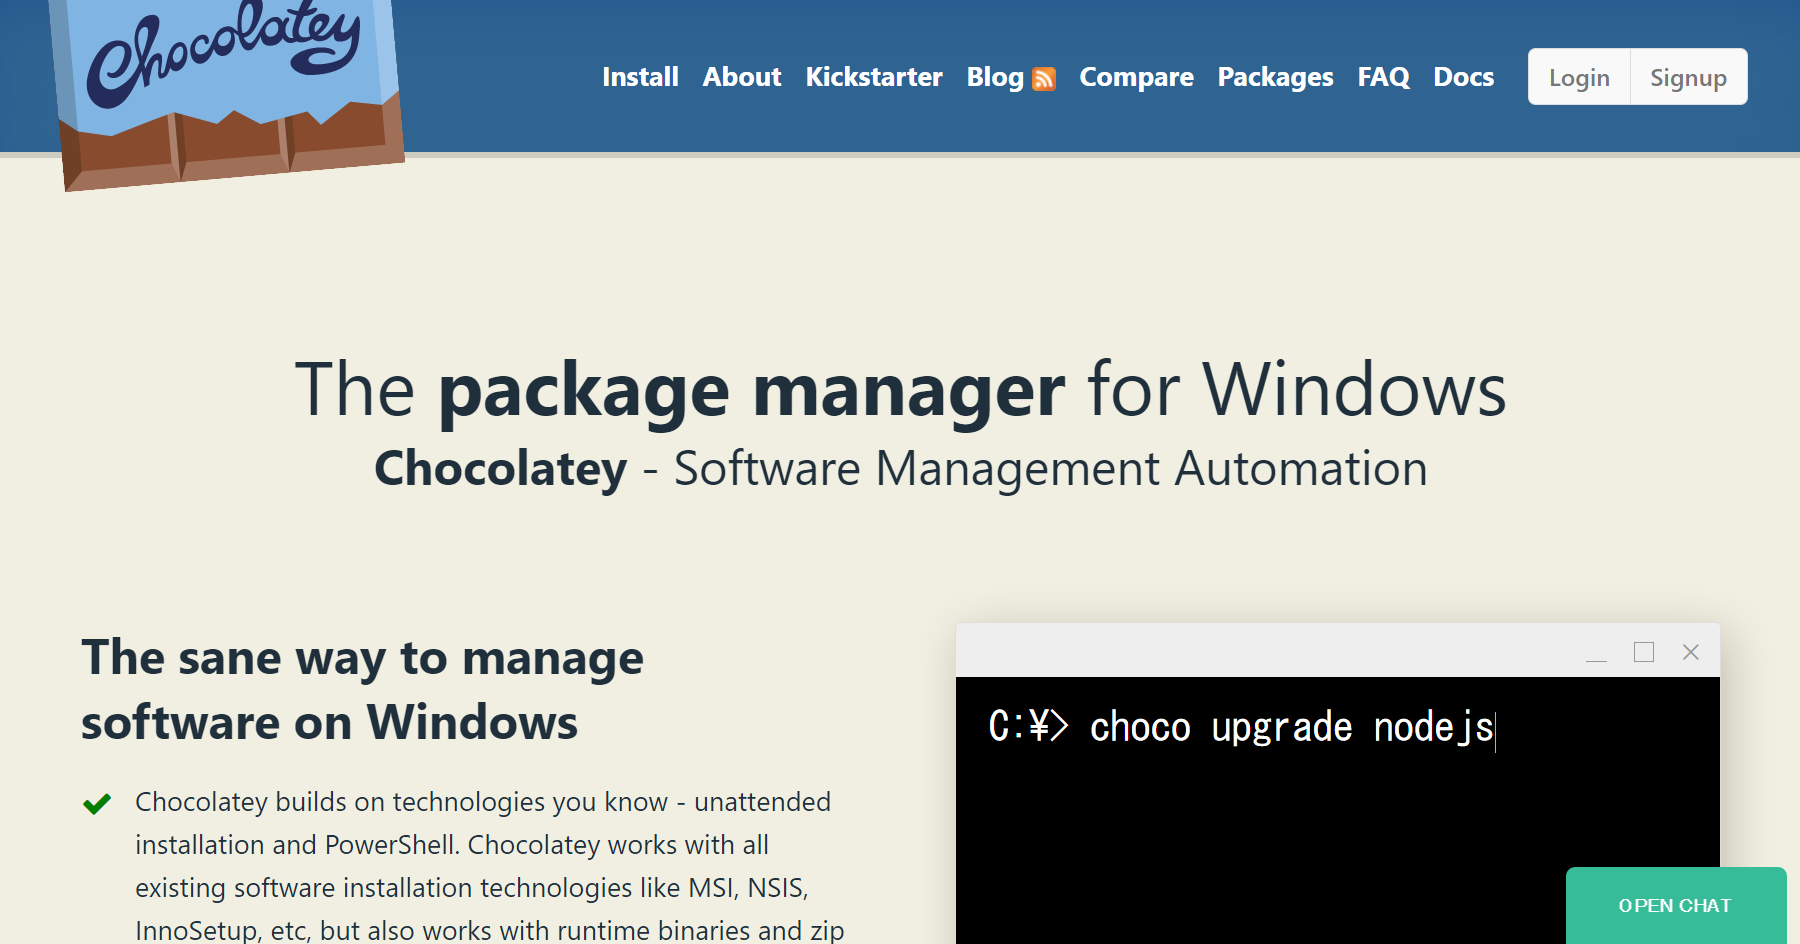 Chocolatey
Install About Kickstarter Blog Compare Packages FAQ Docs Login Signup
The package manager for Windows
Chocolatey - Software Management Automation
The sane way to manage
software on Windows
Chocolatey builds on technologies you know - unattended
installation and PowerShell. Chocolatey works with all
existing software installation technologies like MSI, NSIS,
InnoSetup, etc, but also works with runtime binaries and zip
C:¥> choco upgrade nodejs
OPEN CHAT